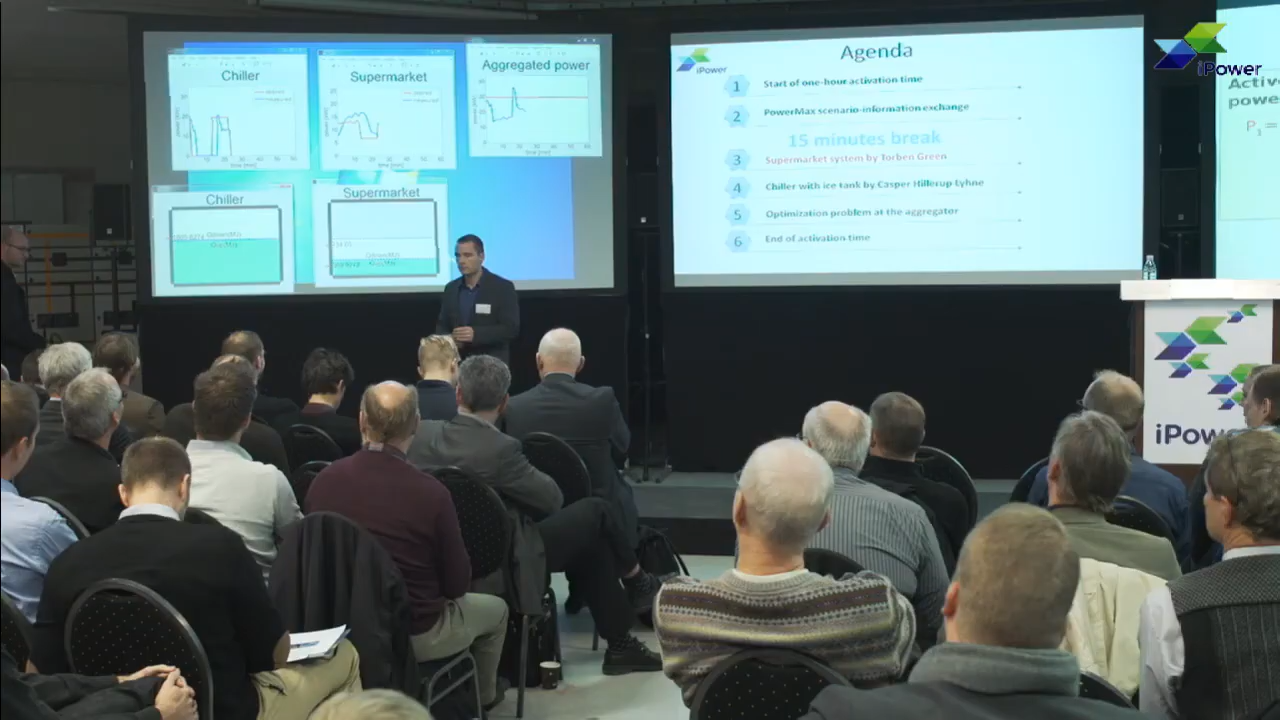 Chiller
Supermarket
Aggregated power
Chiller
Supermarket
iPower
Agenda
1 Start of one-hour activation time
2 PowerMax scenario-information exchange
15 minutes break
3 Supermarket system by Torben Green
4 Chiller with ice tank by Casper Hillerup Lyhne
5 Optimization problem at the aggregator
6 End of activation time
iPower
Active
power
iPower